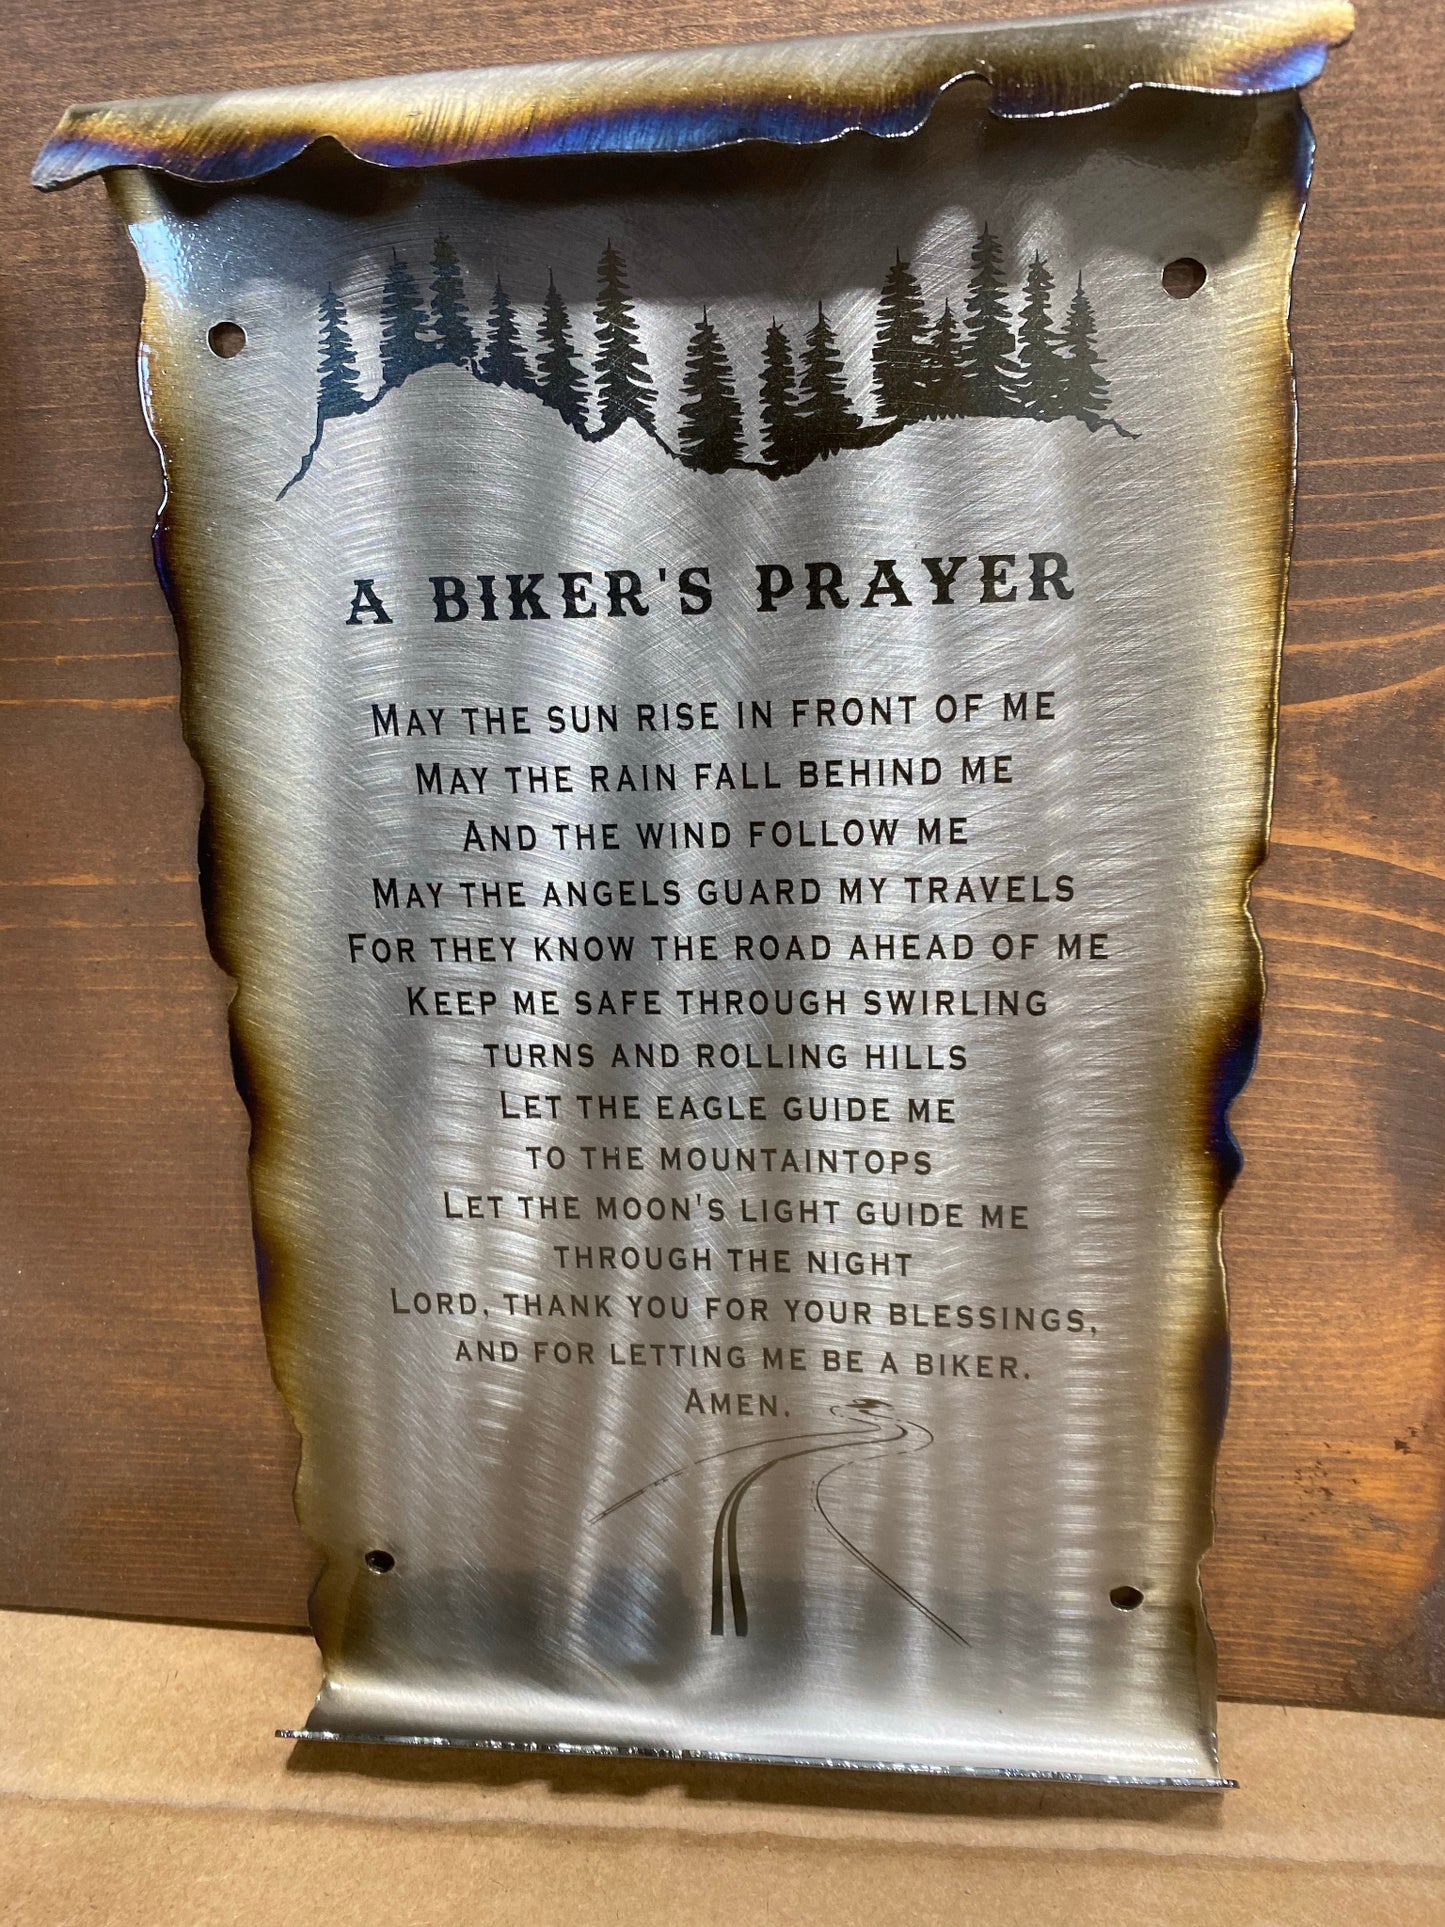 A BIKER'S PRAYER
MAY THE SUN RISE IN FRONT OF ME
MAY THE RAIN FALL BEHIND ME
AND THE WIND FOLLOW ME
MAY THE ANGELS GUARD MY TRAVELS
FOR THEY KNOW THE ROAD AHEAD OF ME
KEEP ME SAFE THROUGH SWIRLING
TURNS AND ROLLING HILLS
LET THE EAGLE GUIDE ME
TO THE MOUNTAINTOPS
LET THE MOON'S LIGHT GUIDE ME
THROUGH THE NIGHT
LORD, THANK YOU FOR YOUR BLESSINGS,
AND FOR LETTING ME BE A BIKER.
AMEN.